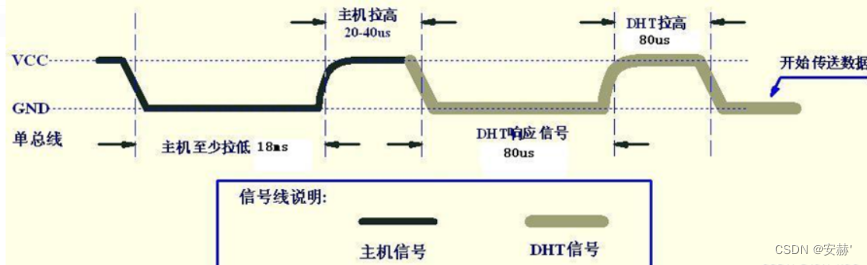 主机拉高
20-40us
DHT拉高
80us
VCC
开始传送数据
GND
单总线
主机至少拉低 18ms
DHT响应信号
80us
信号线说明:
主机信号
DHT信号
CSDN @安赫'